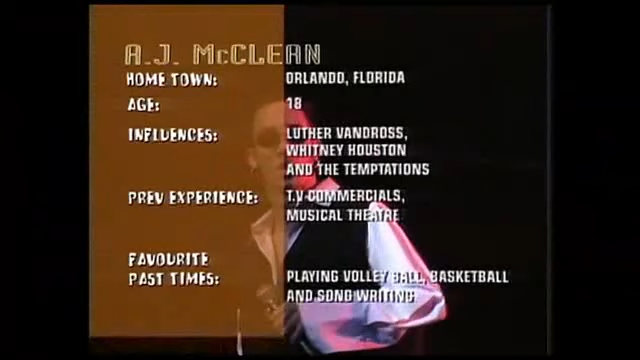 A.J. McCLEAN
HOME TOWN: ORLANDO, FLORIDA
AGE: 18
INFLUENCES: LUTHER VANDROSS,
WHITNEY HOUSTON
AND THE TEMPTATIONS
PREV EXPERIENCE: T.V COMMERCIALS,
MUSICAL THEATRE
FAVOURITE
PAST TIMES: PLAYING VOLLEY BALL, BASKETBALL
AND SONG WRITING